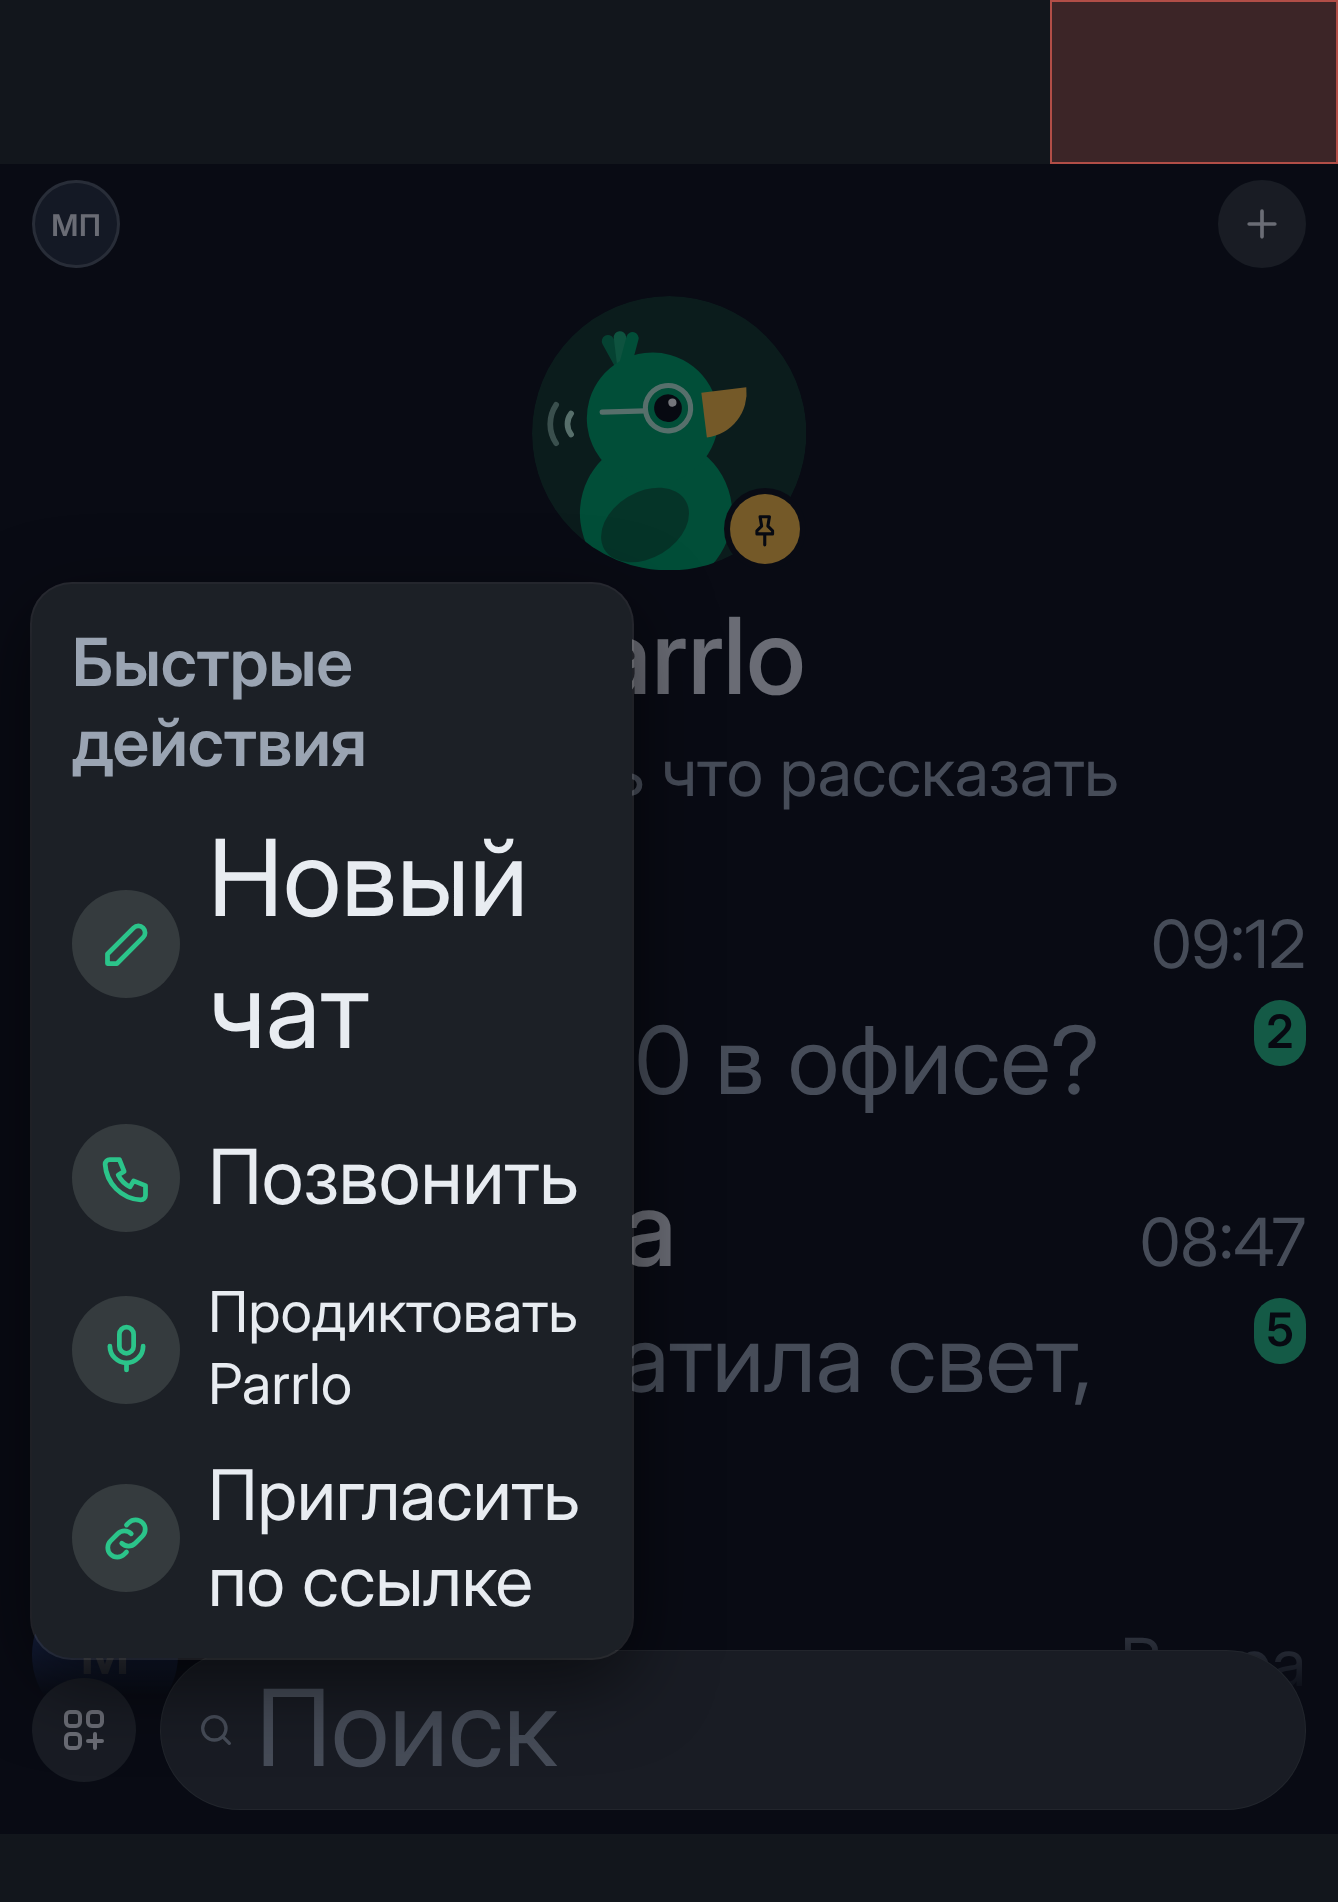 МП
arrlo
что рассказать
Быстрые
действия
Новый
чат
09:12
0 в офисе?
2
Позвонить
а
08:47
Продиктовать
Parrlo
атила свет,
5
Пригласить
по ссылке
М
Поиск